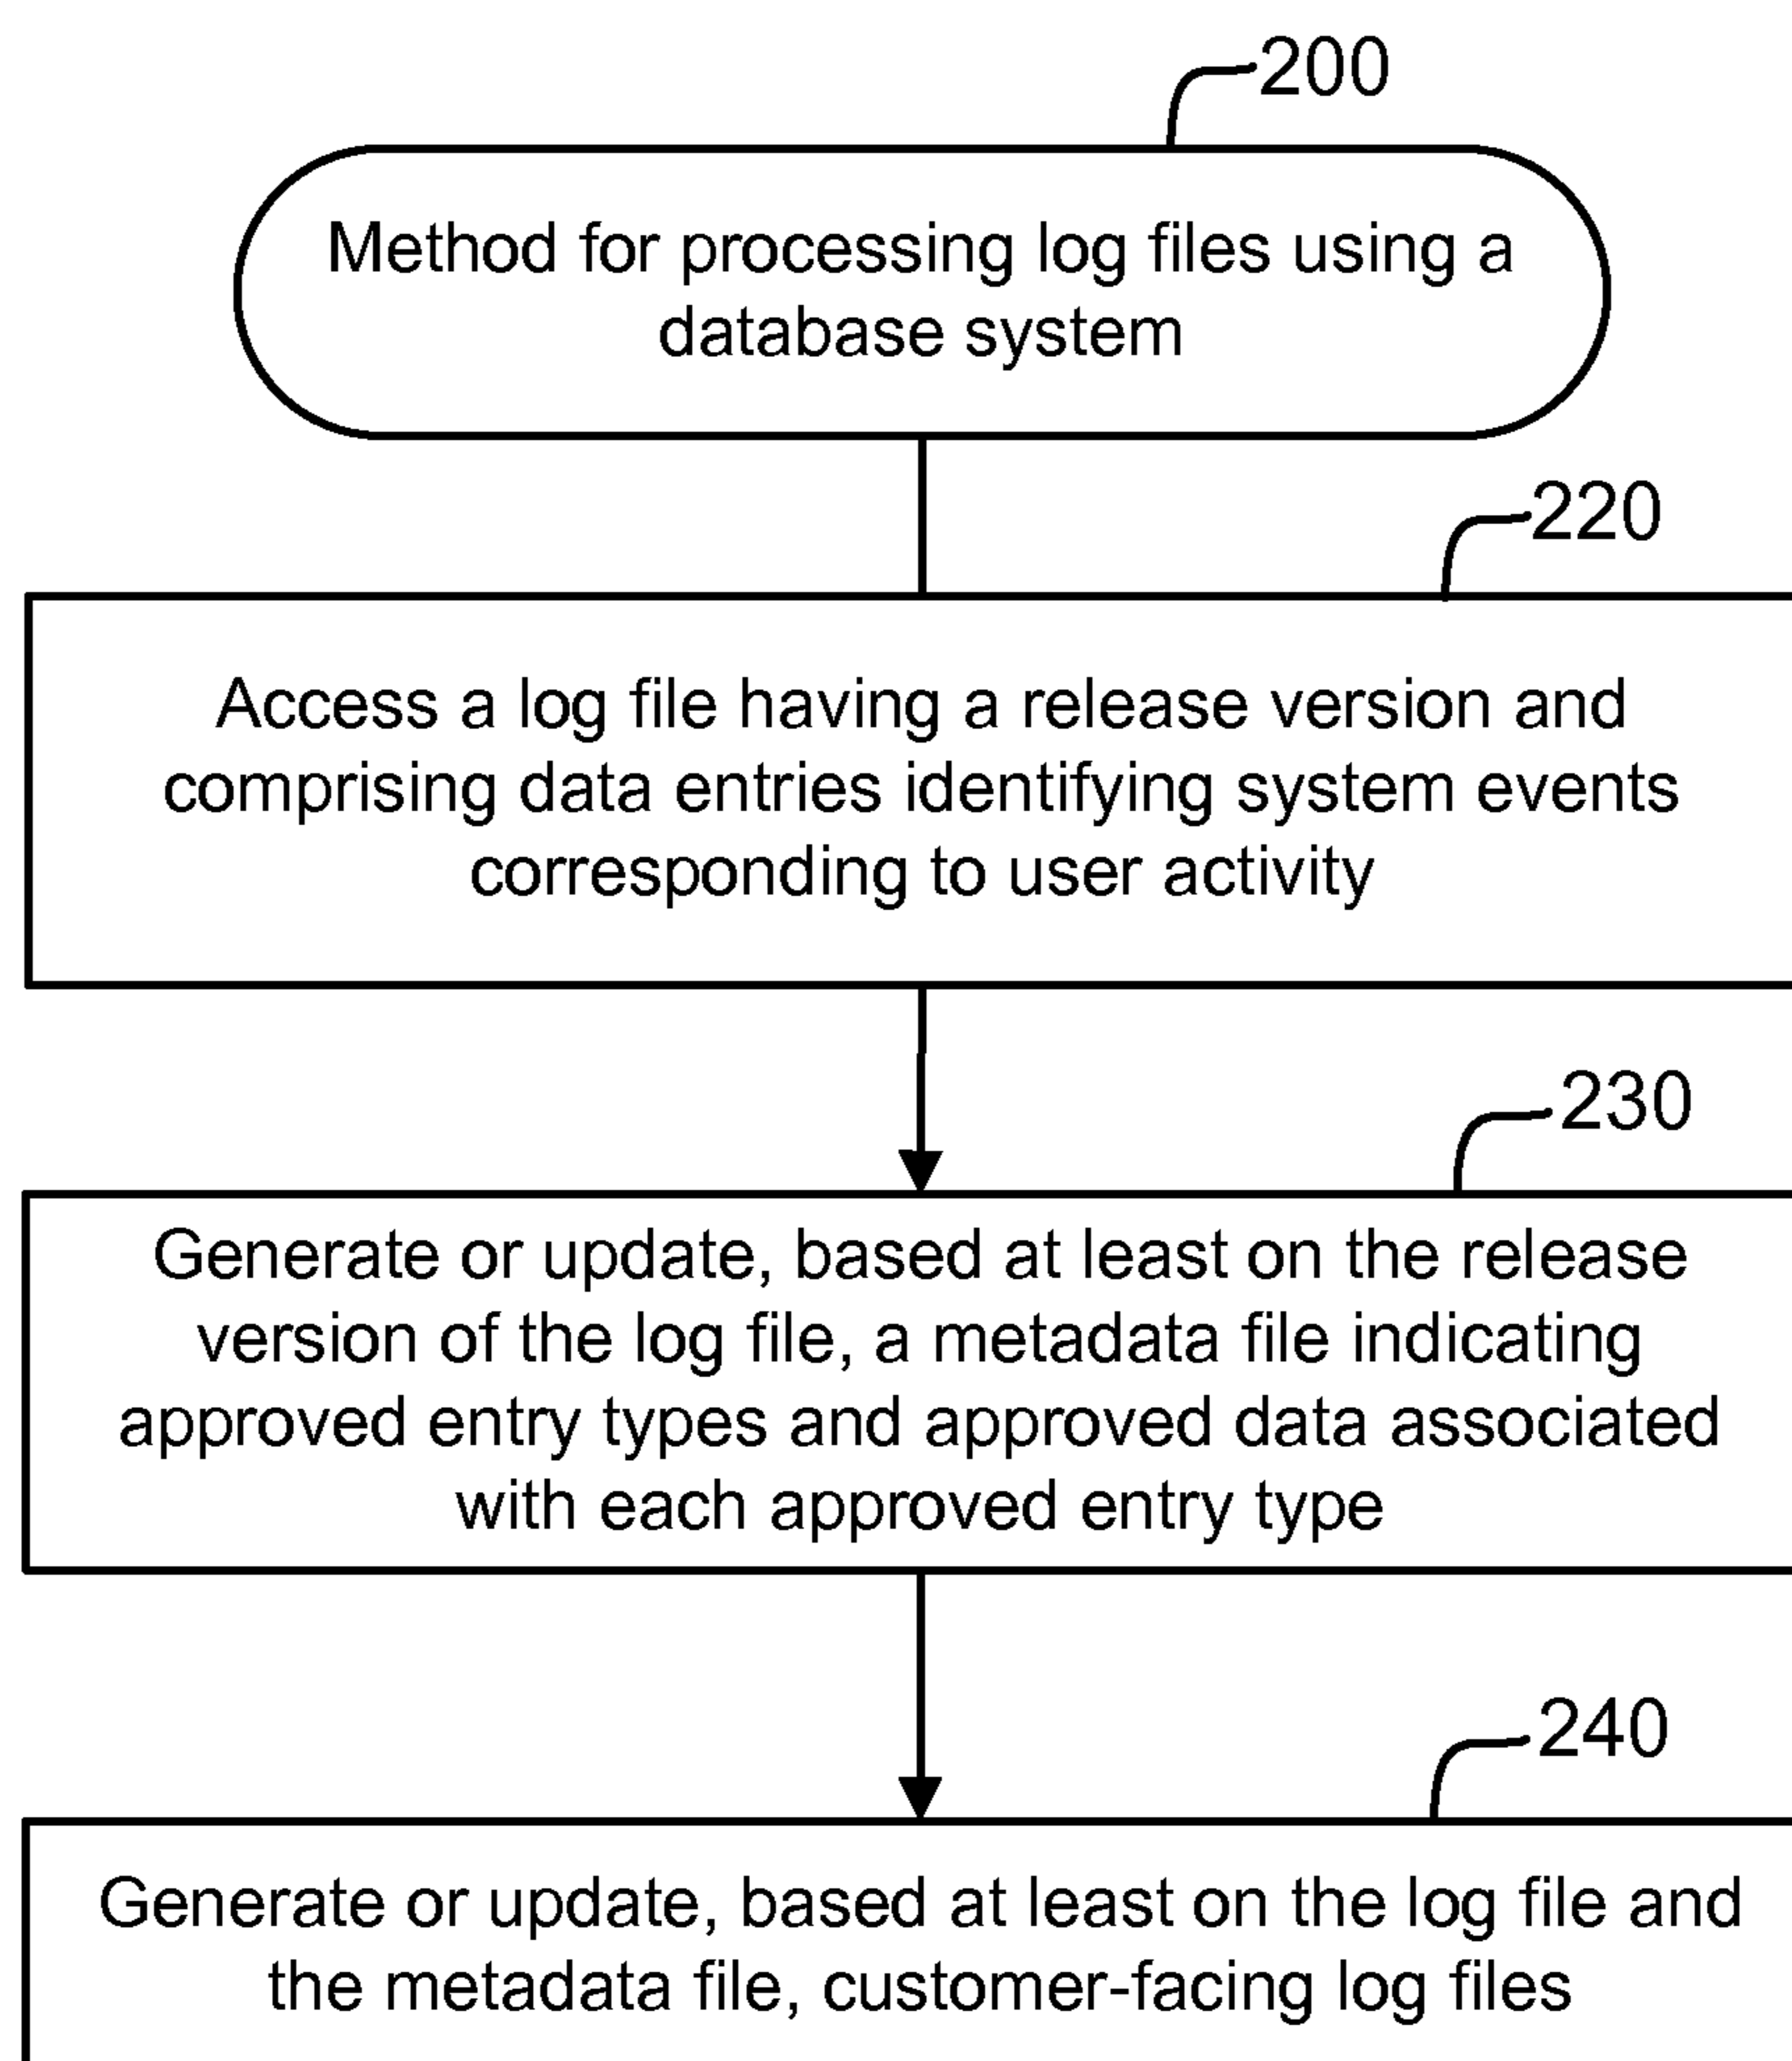 200
Method for processing log files using a
database system
220
Access a log file having a release version and
comprising data entries identifying system events
corresponding to user activity
230
Generate or update, based at least on the release
version of the log file, a metadata file indicating
approved entry types and approved data associated
with each approved entry type
240
Generate or update, based at least on the log file and
the metadata file, customer-facing log files